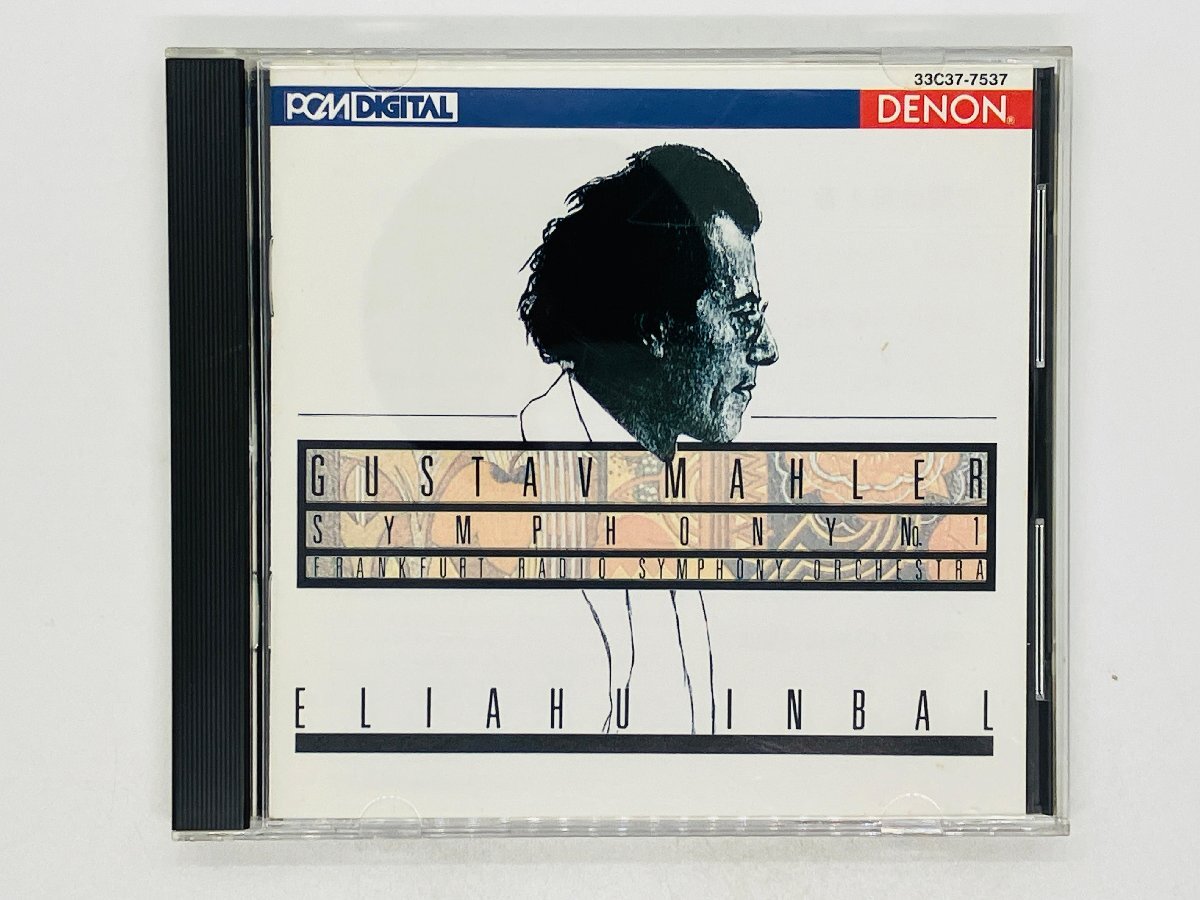 33C37-7537
PCM DIGITAL
DENON®
GUSTAV MAHLER
SYMPHONY No. 1
FRANKFURT RADIO SYMPHONY ORCHESTRA
ELIAHU INBAL